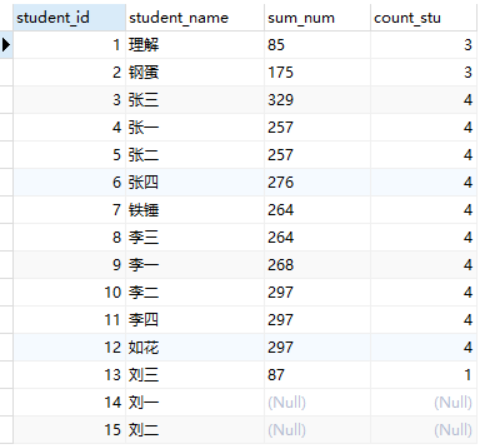 student_id student_name sum_num count_stu
1 理解 85 3
2 钢蛋 175 3
3 张三 329 4
4 张一 257 4
5 张二 257 4
6 张四 276 4
7 铁锤 264 4
8 李三 264 4
9 李一 268 4
10 李二 297 4
11 李四 297 4
12 如花 297 4
13 刘三 87 1
14 刘一 (Null) (Null)
15 刘二 (Null) (Null)